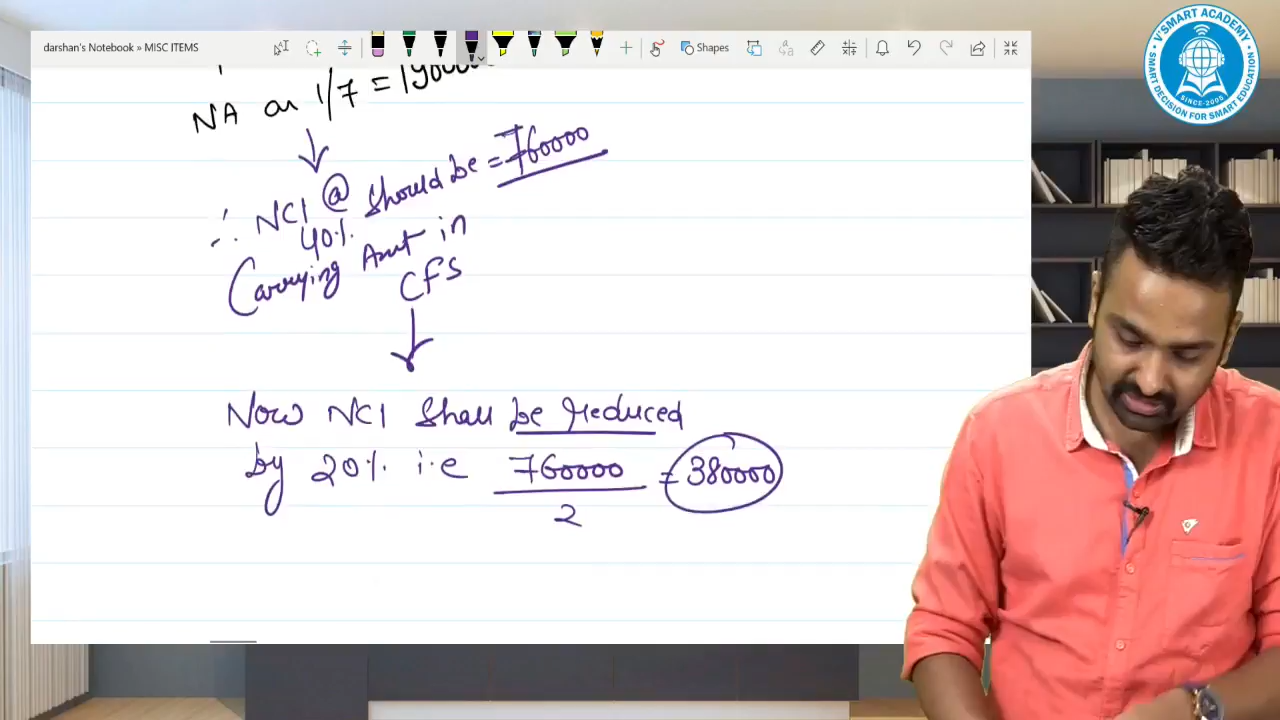 darshan's Notebook » MISC ITEMS
Shapes
V'SMART ACADEMY
SINCE-2005
SMART DECISION FOR SMART EDUCATION
NA on 1/7 =
∴ NCI @ 40% should be = 760000
Carrying Amt in
CFS
Now NCI Shall be reduced
by 20% i.e 760000 / 2 = 380000